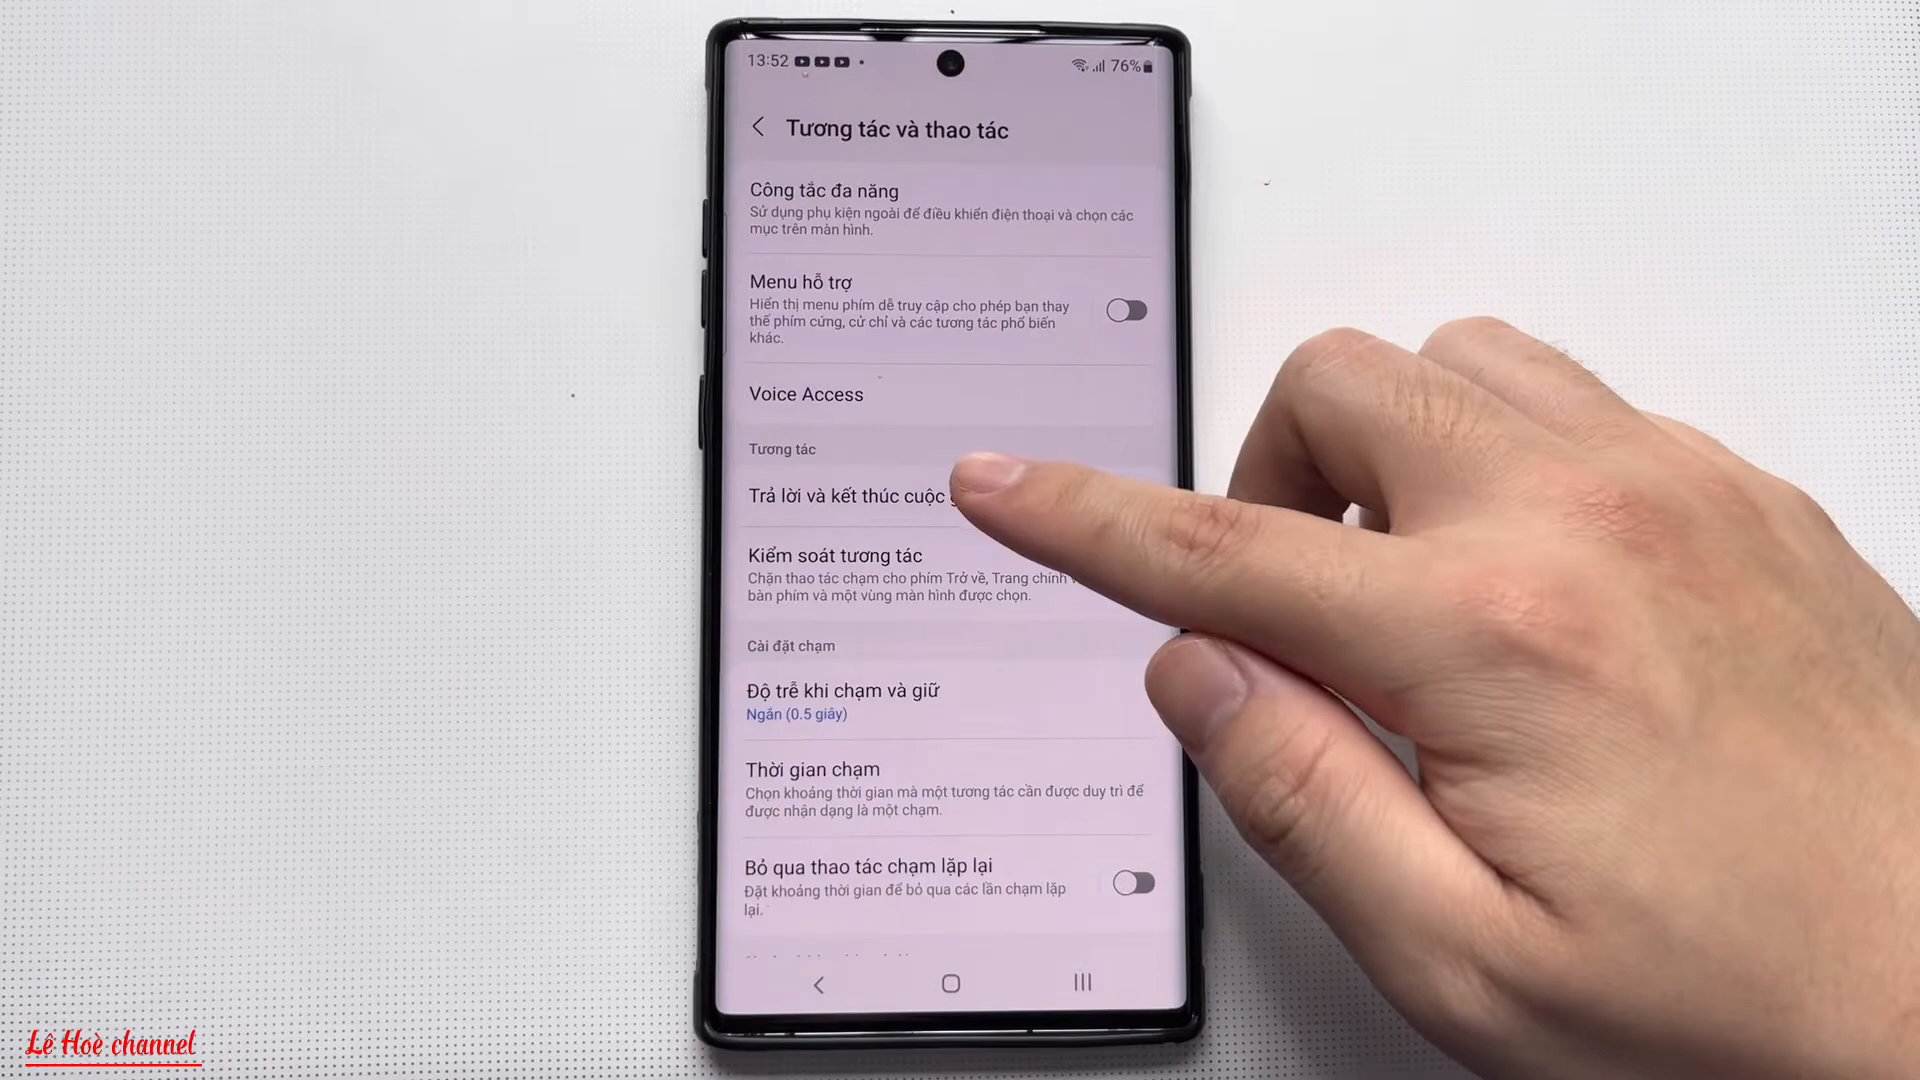 13:52
76%
Tương tác và thao tác
Công tắc đa năng
Sử dụng phụ kiện ngoài để điều khiển điện thoại và chọn các
mục trên màn hình.
Menu hỗ trợ
Hiển thị menu phím dễ truy cập cho phép bạn thay
thế phím cứng, cử chỉ và các tương tác phổ biến
khác.
Voice Access
Tương tác
Trả lời và kết thúc cuộc
Kiểm soát tương tác
Chặn thao tác chạm cho phím Trở về, Trang chính
bàn phím và một vùng màn hình được chọn.
Cài đặt chạm
Độ trễ khi chạm và giữ
Ngắn (0.5 giây)
Thời gian chạm
Chọn khoảng thời gian mà một tương tác cần được duy trì để
được nhận dạng là một chạm.
Bỏ qua thao tác chạm lặp lại
Đặt khoảng thời gian để bỏ qua các lần chạm lặp
lại.
Lê Hoè channel